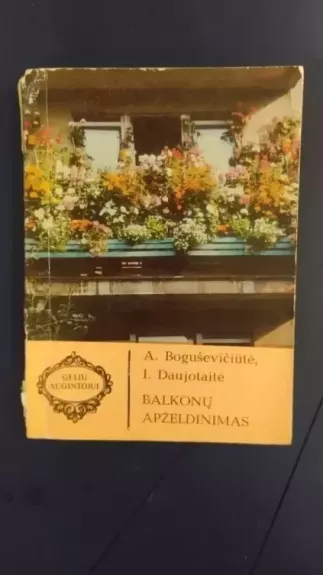 A. Boguševičiūtė,
I. Daujotaitė
BALKONŲ
APŽELDINIMAS
GĖLIŲ
AUGINTOJUI